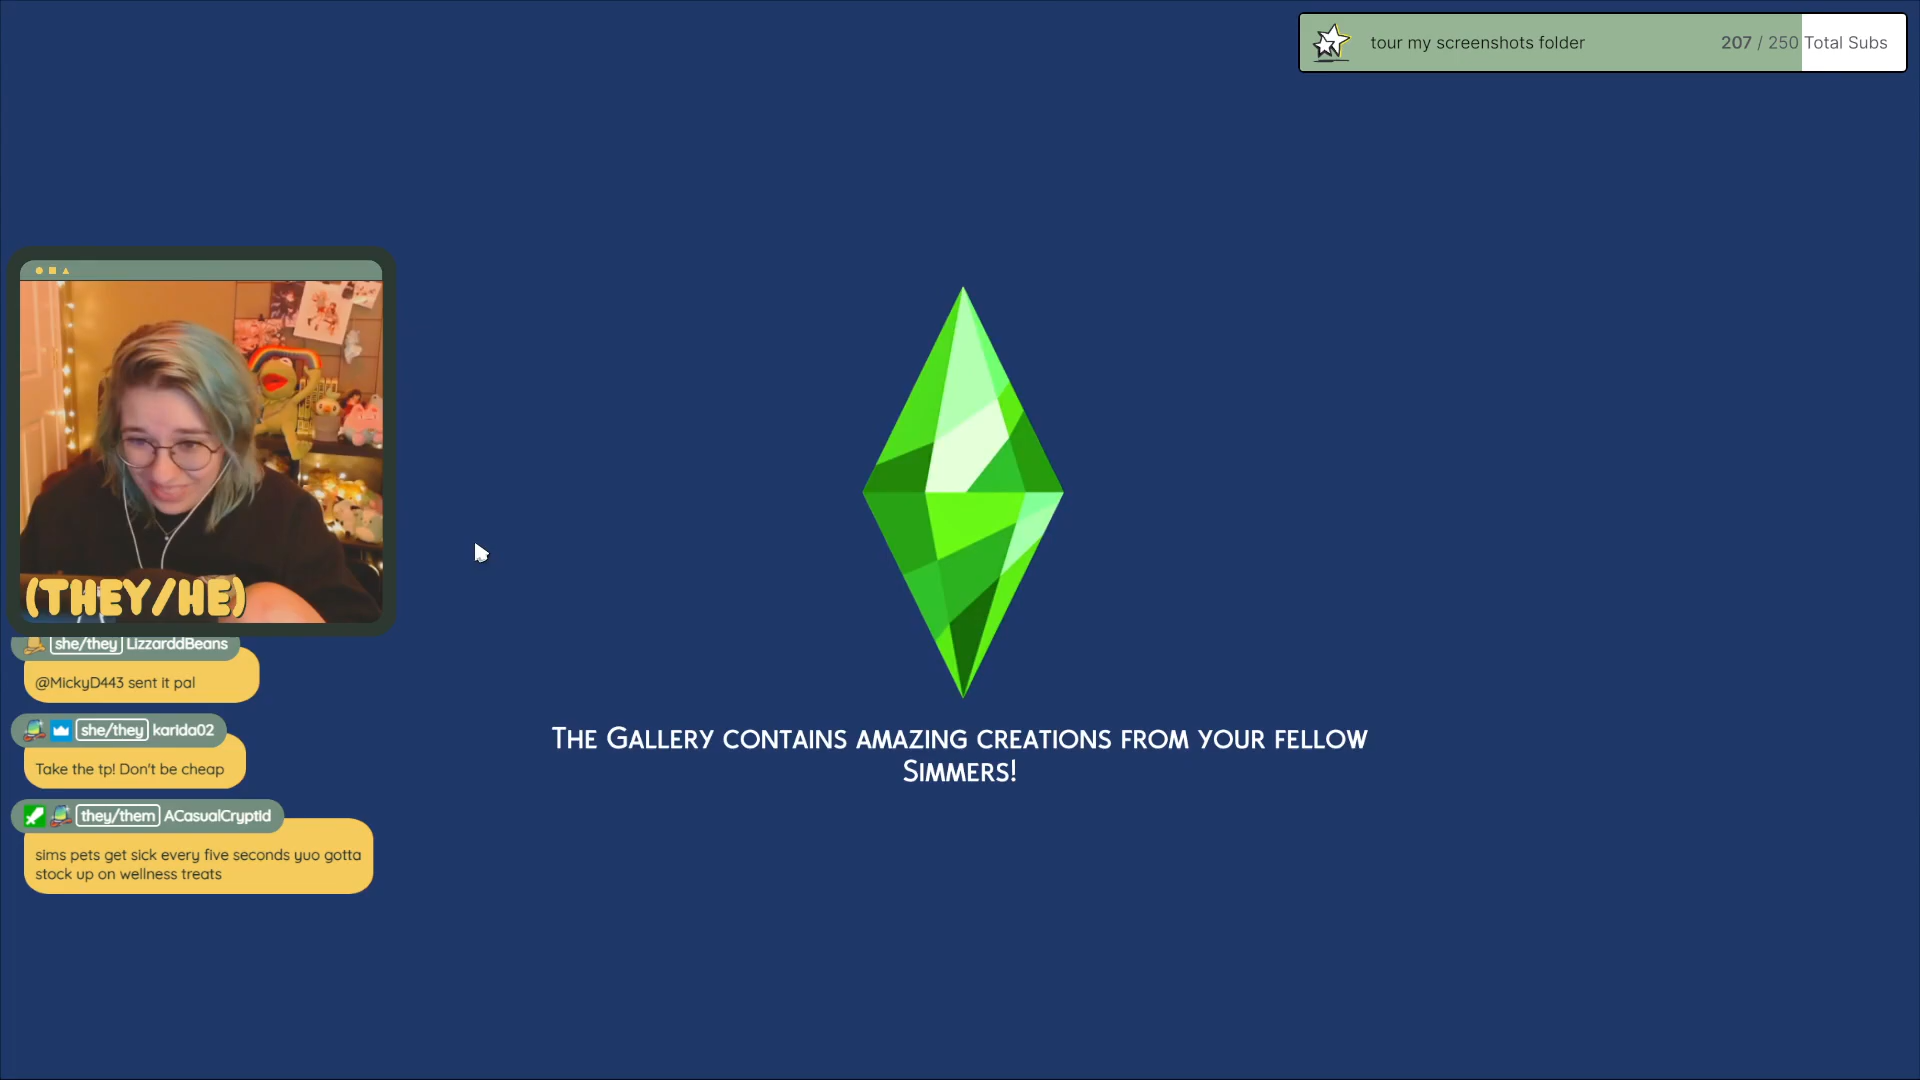 tour my screenshots folder
207 / 250 Total Subs
(THEY/HE)
she/they LizzarddBeans
@MickyD443 sent it pal
she/they karida02
Take the tp! Don't be cheap
they/them ACasualCryptid
sims pets get sick every five seconds yuo gotta
stock up on wellness treats
THE GALLERY CONTAINS AMAZING CREATIONS FROM YOUR FELLOW
SIMMERS!